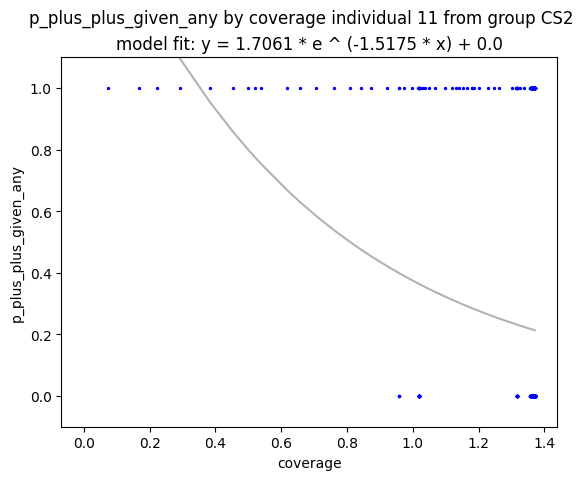 p_plus_plus_given_any by coverage individual 11 from group CS2
model fit: y = 1.7061 * e ^ (-1.5175 * x) + 0.0
p_plus_plus_given_any
1.0
0.8
0.6
0.4
0.2
0.0
0.0 0.2 0.4 0.6 0.8 1.0 1.2 1.4
coverage